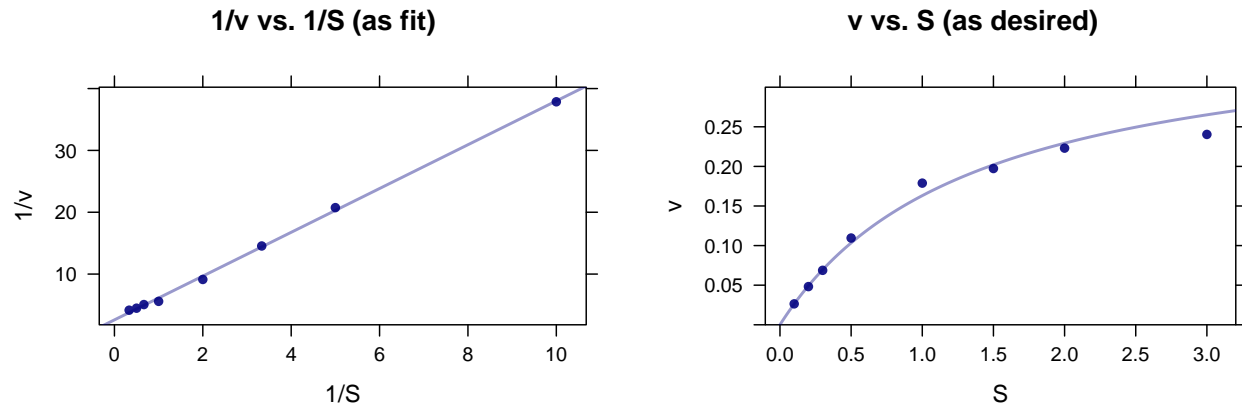 1/v vs. 1/S (as fit)
30
20
10
1/v
0 2 4 6 8 10
1/S
v vs. S (as desired)
0.25
0.20
0.15
0.10
0.05
v
0.0 0.5 1.0 1.5 2.0 2.5 3.0
S